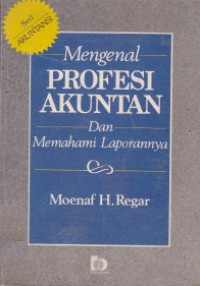 Seri
AKUNTANSI
Mengenal
PROFESI
AKUNTAN
Dan
Memahami Laporannya
Moenaf H. Regar